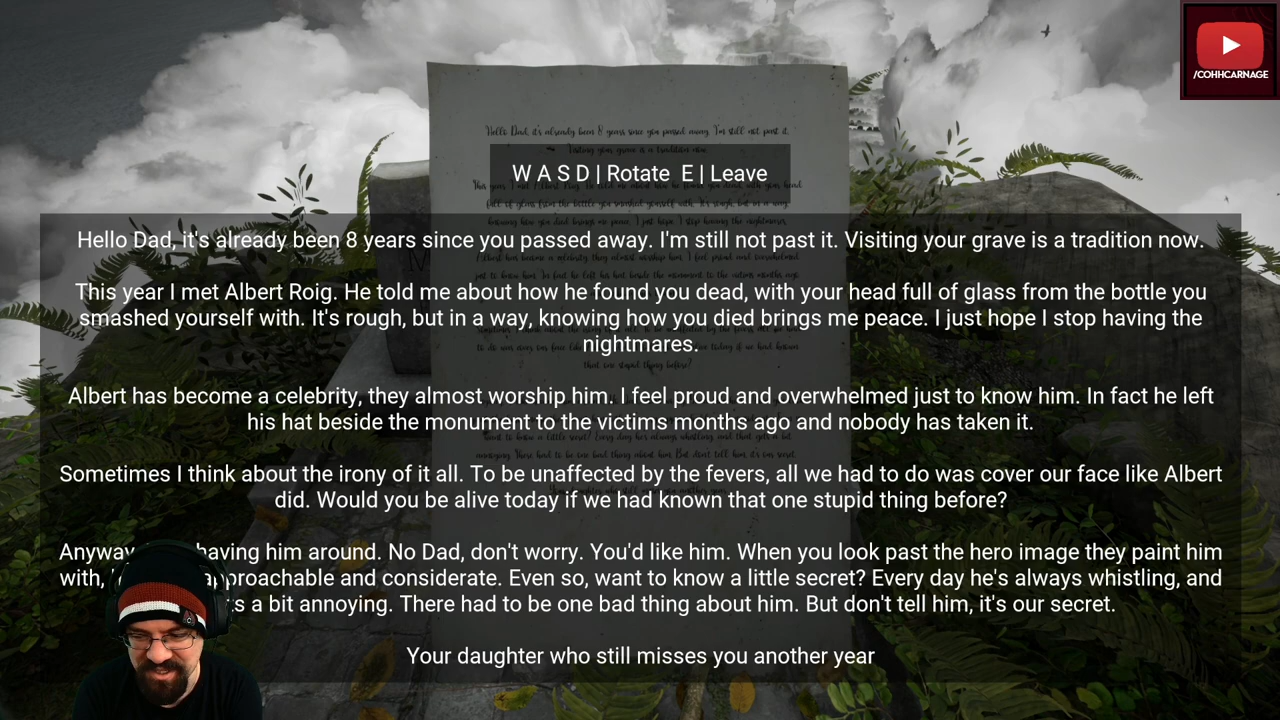 /COHHCARNAGE
W A S D | Rotate  E | Leave
Hello Dad, it's already been 8 years since you passed away. I'm still not past it. Visiting your grave is a tradition now.
This year I met Albert Roig. He told me about how he found you dead, with your head full of glass from the bottle you
smashed yourself with. It's rough, but in a way, knowing how you died brings me peace. I just hope I stop having the
nightmares.
Albert has become a celebrity, they almost worship him. I feel proud and overwhelmed just to know him. In fact he left
his hat beside the monument to the victims months ago and nobody has taken it.
Sometimes I think about the irony of it all. To be unaffected by the fevers, all we had to do was cover our face like Albert
did. Would you be alive today if we had known that one stupid thing before?
Anyway, having him around. No Dad, don't worry. You'd like him. When you look past the hero image they paint him
with, approachable and considerate. Even so, want to know a little secret? Every day he's always whistling, and
a bit annoying. There had to be one bad thing about him. But don't tell him, it's our secret.
Your daughter who still misses you another year